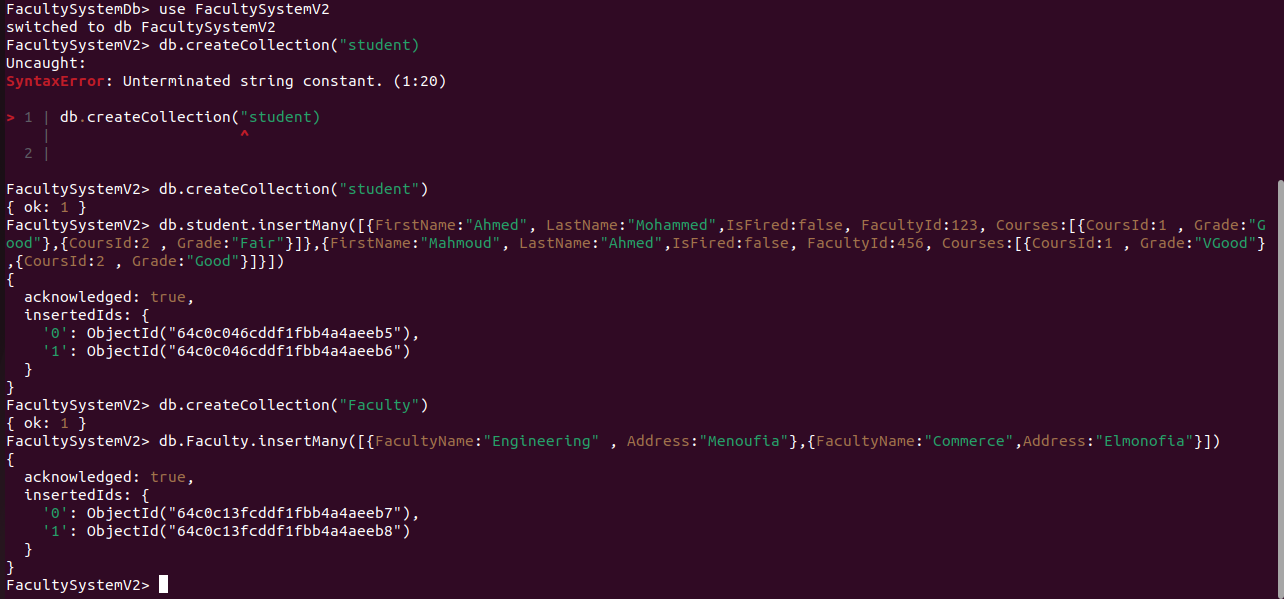 FacultySystemDb> use FacultySystemV2
switched to db FacultySystemV2
FacultySystemV2> db.createCollection("student)
Uncaught:
SyntaxError: Unterminated string constant. (1:20)
> 1 | db.createCollection("student)
    |                     ^
  2 |
FacultySystemV2> db.createCollection("student")
{ ok: 1 }
FacultySystemV2> db.student.insertMany([{FirstName:"Ahmed", LastName:"Mohammed",IsFired:false, FacultyId:123, Courses:[{CoursId:1 , Grade:"G
ood"},{CoursId:2 , Grade:"Fair"}]},{FirstName:"Mahmoud", LastName:"Ahmed",IsFired:false, FacultyId:456, Courses:[{CoursId:1 , Grade:"VGood"}
,{CoursId:2 , Grade:"Good"}]}])
{
  acknowledged: true,
  insertedIds: {
    '0': ObjectId("64c0c046cddf1fbb4a4aeeb5"),
    '1': ObjectId("64c0c046cddf1fbb4a4aeeb6")
  }
}
FacultySystemV2> db.createCollection("Faculty")
{ ok: 1 }
FacultySystemV2> db.Faculty.insertMany([{FacultyName:"Engineering" , Address:"Menoufia"},{FacultyName:"Commerce",Address:"Elmonofia"}])
{
  acknowledged: true,
  insertedIds: {
    '0': ObjectId("64c0c13fcddf1fbb4a4aeeb7"),
    '1': ObjectId("64c0c13fcddf1fbb4a4aeeb8")
  }
}
FacultySystemV2>